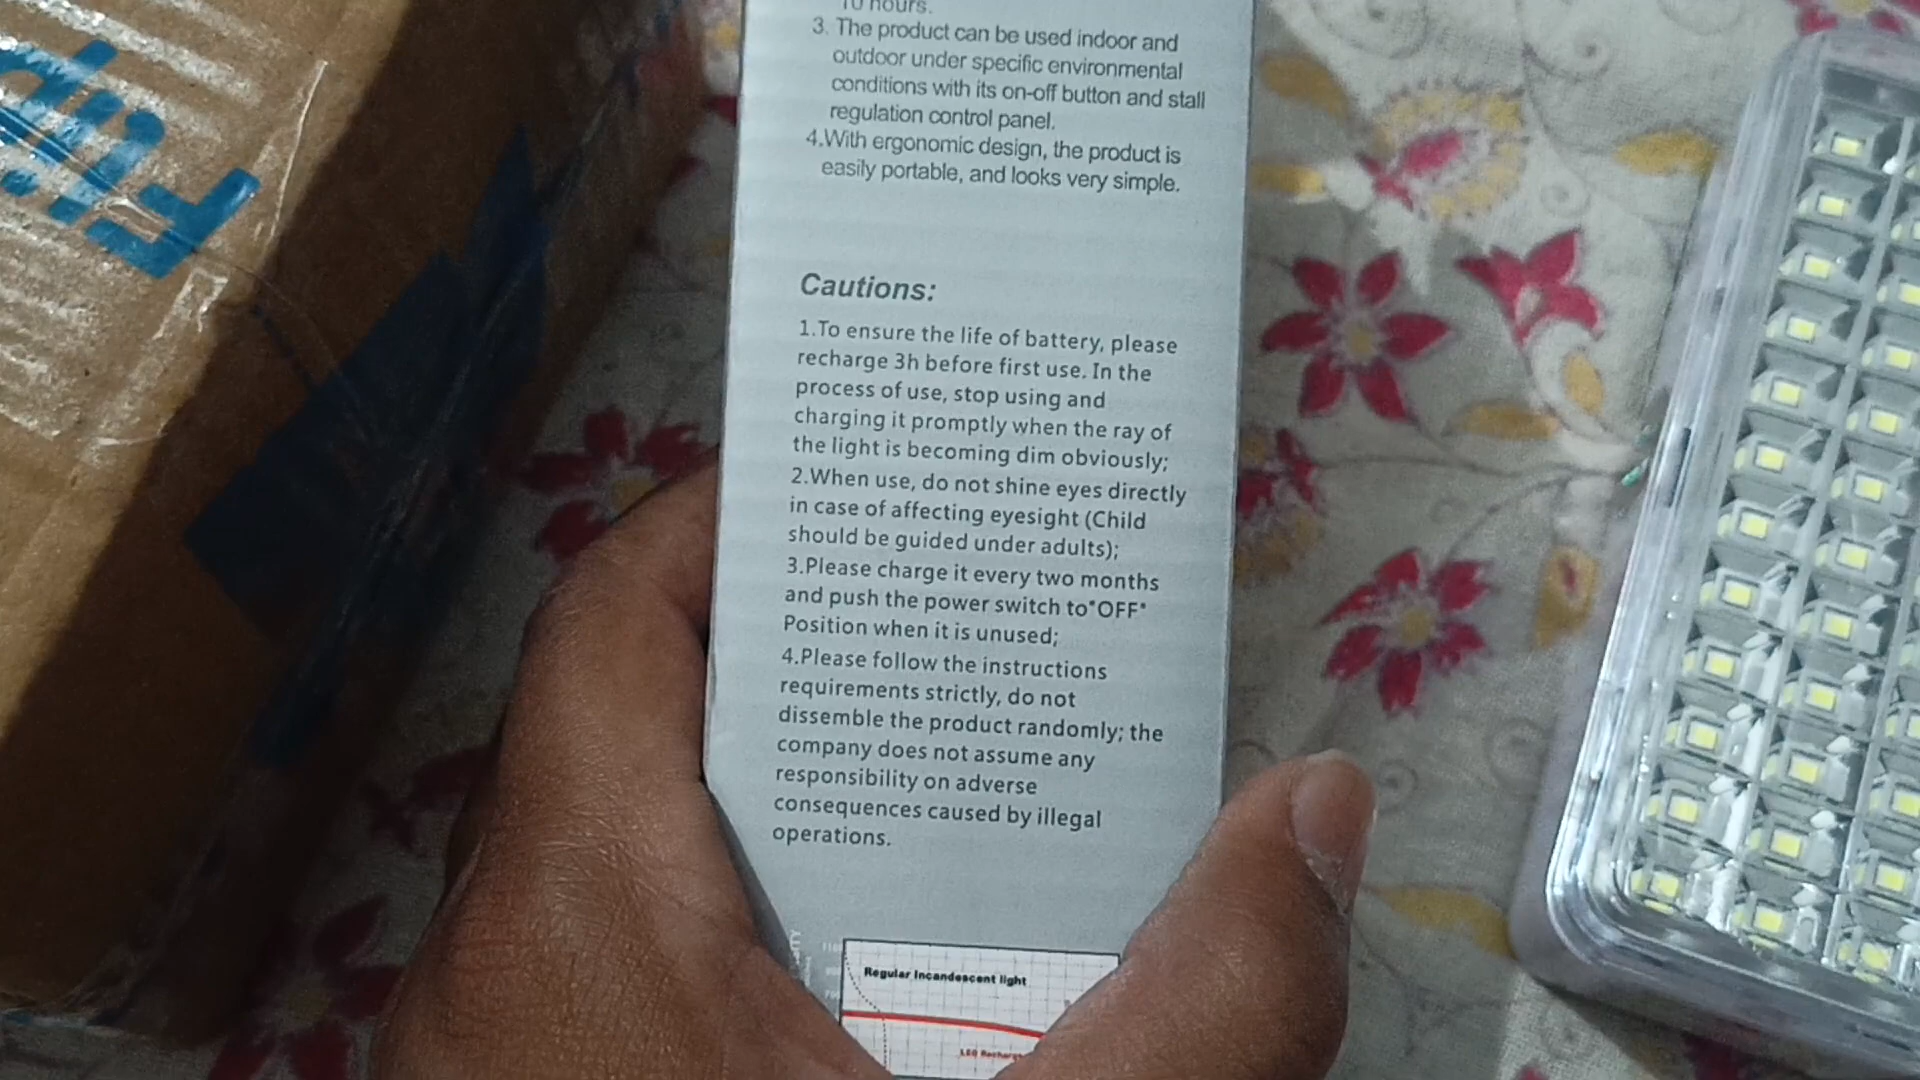 10 hours.
3. The product can be used indoor and
outdoor under specific environmental
conditions with its on-off button and stall
regulation control panel.
4.With ergonomic design, the product is
easily portable, and looks very simple.
Cautions:
1.To ensure the life of battery, please
recharge 3h before first use. In the
process of use, stop using and
charging it promptly when the ray of
the light is becoming dim obviously;
2.When use, do not shine eyes directly
in case of affecting eyesight (Child
should be guided under adults);
3.Please charge it every two months
and push the power switch to"OFF"
Position when it is unused;
4.Please follow the instructions
requirements strictly, do not
dissemble the product randomly; the
company does not assume any
responsibility on adverse
consequences caused by illegal
operations.
Regular Incandescent light
LED